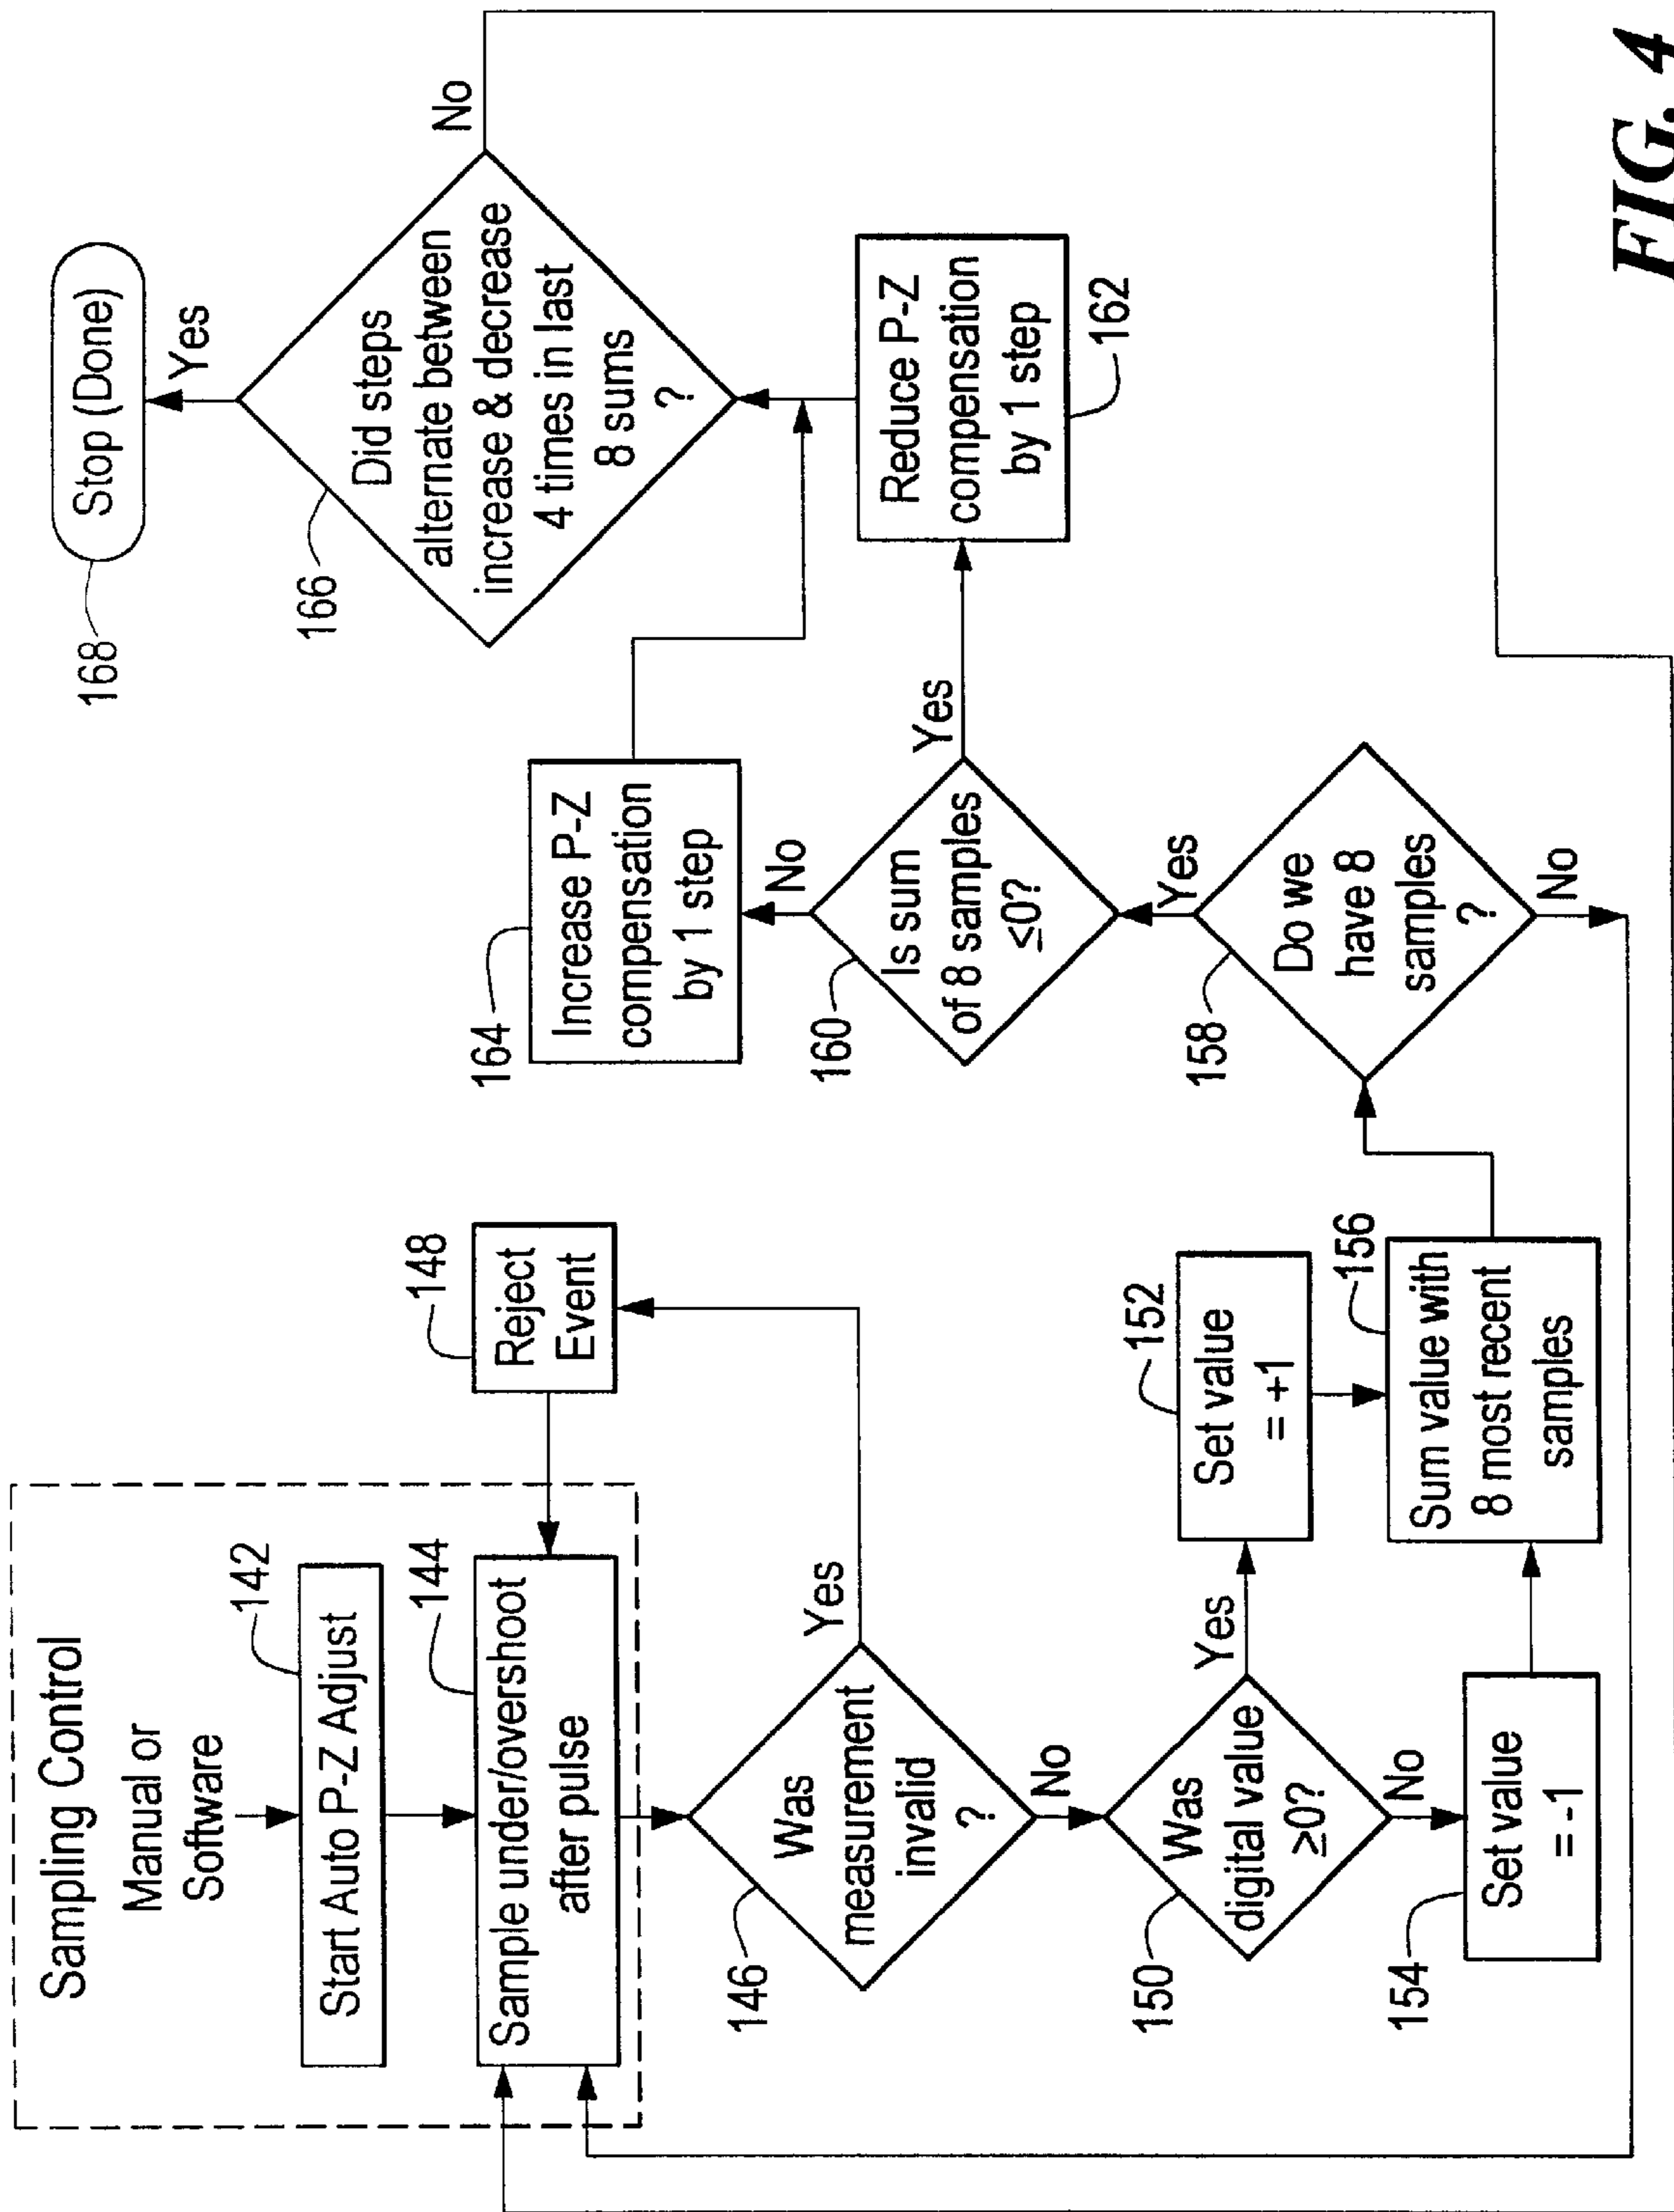 Sampling Control
Manual or
Software
142
Start Auto P-Z Adjust
144
Sample under/overshoot
after pulse
148
Reject
Event
146
Was
measurement
invalid
?
Yes
No
150
Was
digital value
≥0?
Yes
No
152
Set value
= +1
154
Set value
= -1
156
Sum value with
8 most recent
samples
158
Do we
have 8
samples
?
Yes
No
160
Is sum
of 8 samples
≤0?
No
Yes
164
Increase P-Z
compensation
by 1 step
Reduce P-Z
compensation
by 1 step
162
166
Did steps
alternate between
increase & decrease
4 times in last
8 sums
?
Yes
No
168
Stop (Done)
FIG. 4